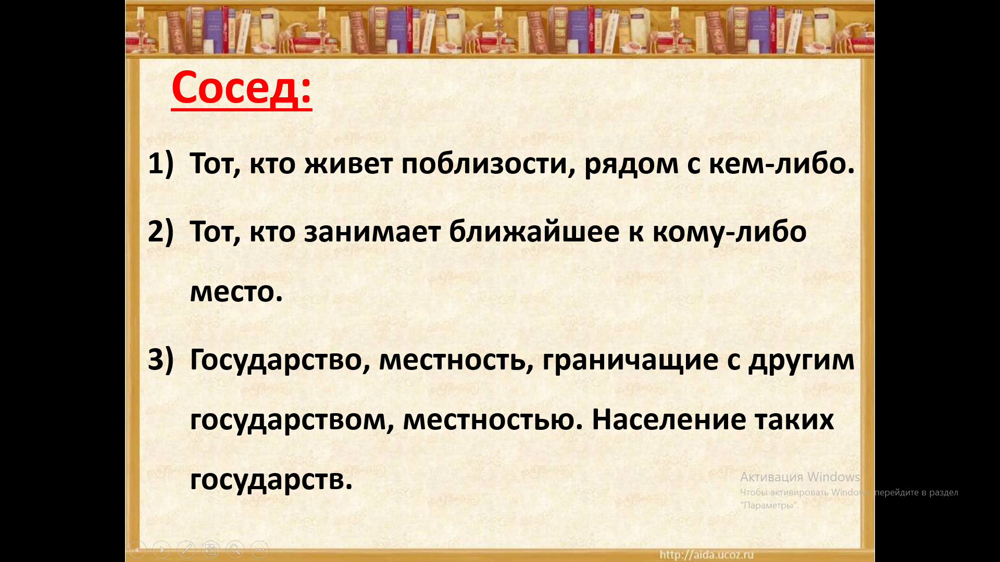 Сосед:
1) Тот, кто живет поблизости, рядом с кем-либо.
2) Тот, кто занимает ближайшее к кому-либо
место.
3) Государство, местность, граничащие с другим
государством, местностью. Население таких
государств.
Активация Windows
Чтобы активировать Windows, перейдите в раздел
"Параметры".
http://aida.ucoz.ru